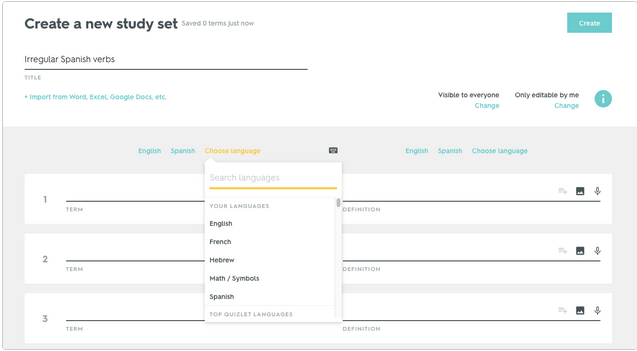 Create a new study set Saved 0 terms just now
Create
Irregular Spanish verbs
TITLE
+ Import from Word, Excel, Google Docs, etc.
Visible to everyone
Change
Only editable by me
Change
i
English Spanish Choose language
English Spanish Choose language
Search languages
YOUR LANGUAGES
English
French
Hebrew
Math / Symbols
Spanish
TOP QUIZLET LANGUAGES
1
TERM
DEFINITION
2
TERM
DEFINITION
3
TERM
DEFINITION